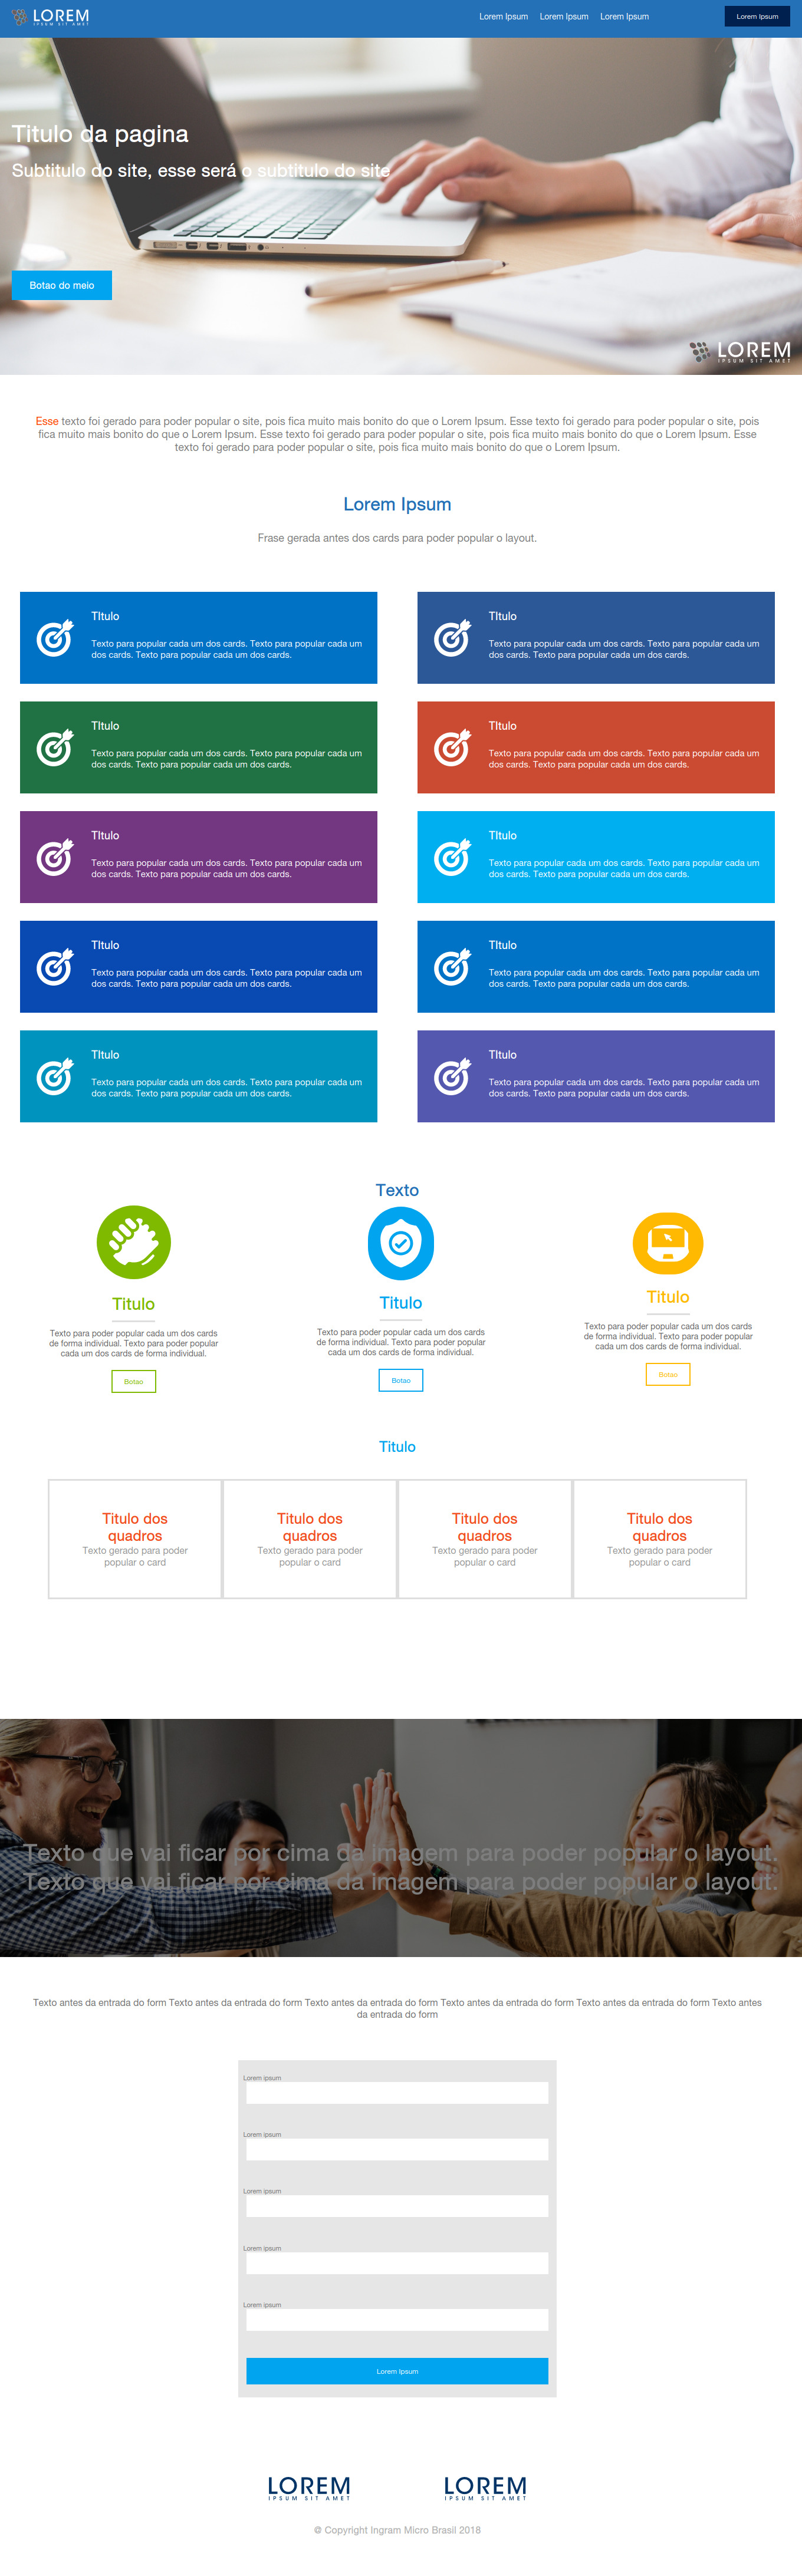 LOREM
IPSUM SIT AMET
Lorem Ipsum Lorem Ipsum Lorem Ipsum
Lorem Ipsum
Titulo da pagina
Subtitulo do site, esse será o subtitulo do site
Botao do meio
LOREM
IPSUM SIT AMET
Esse texto foi gerado para poder popular o site, pois fica muito mais bonito do que o Lorem Ipsum. Esse texto foi gerado para poder popular o site, pois
fica muito mais bonito do que o Lorem Ipsum. Esse texto foi gerado para poder popular o site, pois fica muito mais bonito do que o Lorem Ipsum. Esse
texto foi gerado para poder popular o site, pois fica muito mais bonito do que o Lorem Ipsum.
Lorem Ipsum
Frase gerada antes dos cards para poder popular o layout.
TItulo
Texto para popular cada um dos cards. Texto para popular cada um
dos cards. Texto para popular cada um dos cards.
TItulo
Texto para popular cada um dos cards. Texto para popular cada um
dos cards. Texto para popular cada um dos cards.
TItulo
Texto para popular cada um dos cards. Texto para popular cada um
dos cards. Texto para popular cada um dos cards.
TItulo
Texto para popular cada um dos cards. Texto para popular cada um
dos cards. Texto para popular cada um dos cards.
TItulo
Texto para popular cada um dos cards. Texto para popular cada um
dos cards. Texto para popular cada um dos cards.
TItulo
Texto para popular cada um dos cards. Texto para popular cada um
dos cards. Texto para popular cada um dos cards.
TItulo
Texto para popular cada um dos cards. Texto para popular cada um
dos cards. Texto para popular cada um dos cards.
TItulo
Texto para popular cada um dos cards. Texto para popular cada um
dos cards. Texto para popular cada um dos cards.
TItulo
Texto para popular cada um dos cards. Texto para popular cada um
dos cards. Texto para popular cada um dos cards.
TItulo
Texto para popular cada um dos cards. Texto para popular cada um
dos cards. Texto para popular cada um dos cards.
Texto
Titulo
Texto para poder popular cada um dos cards
de forma individual. Texto para poder popular
cada um dos cards de forma individual.
Botao
Titulo
Texto para poder popular cada um dos cards
de forma individual. Texto para poder popular
cada um dos cards de forma individual.
Botao
Titulo
Texto para poder popular cada um dos cards
de forma individual. Texto para poder popular
cada um dos cards de forma individual.
Botao
Titulo
Titulo dos
quadros
Texto gerado para poder
popular o card
Titulo dos
quadros
Texto gerado para poder
popular o card
Titulo dos
quadros
Texto gerado para poder
popular o card
Titulo dos
quadros
Texto gerado para poder
popular o card
Texto que vai ficar por cima da imagem para poder popular o layout.
Texto que vai ficar por cima da imagem para poder popular o layout.
Texto antes da entrada do form Texto antes da entrada do form Texto antes da entrada do form Texto antes da entrada do form Texto antes da entrada do form Texto antes
da entrada do form
Lorem ipsum
Lorem ipsum
Lorem ipsum
Lorem ipsum
Lorem ipsum
Lorem Ipsum
LOREM
IPSUM SIT AMET
LOREM
IPSUM SIT AMET
@ Copyright Ingram Micro Brasil 2018